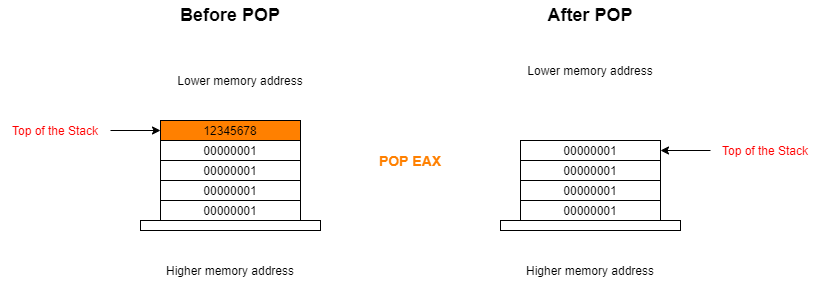 Before POP
After POP
Lower memory address
Lower memory address
Top of the Stack
12345678
00000001
00000001
00000001
00000001
POP EAX
00000001
00000001
00000001
00000001
Top of the Stack
Higher memory address
Higher memory address